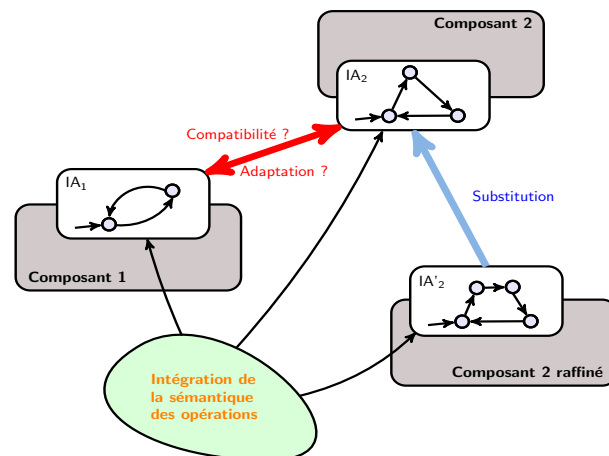 Composant 2
IA₂
Compatibilité ?
Adaptation ?
IA₁
Substitution
Composant 1
IA'₂
Composant 2 raffiné
Intégration de
la sémantique
des opérations